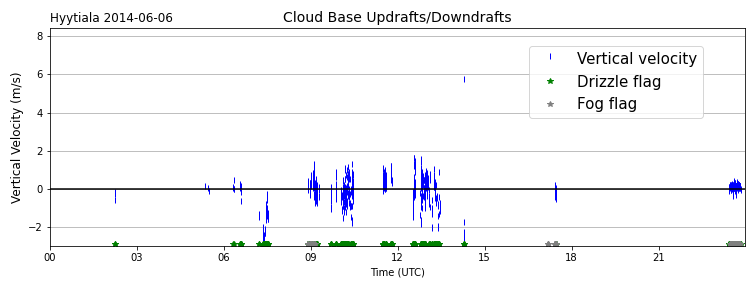 Hyytiala 2014-06-06
Cloud Base Updrafts/Downdrafts
Vertical Velocity (m/s)
8
6
4
2
0
−2
Vertical velocity
Drizzle flag
Fog flag
00 03 06 09 12 15 18 21
Time (UTC)